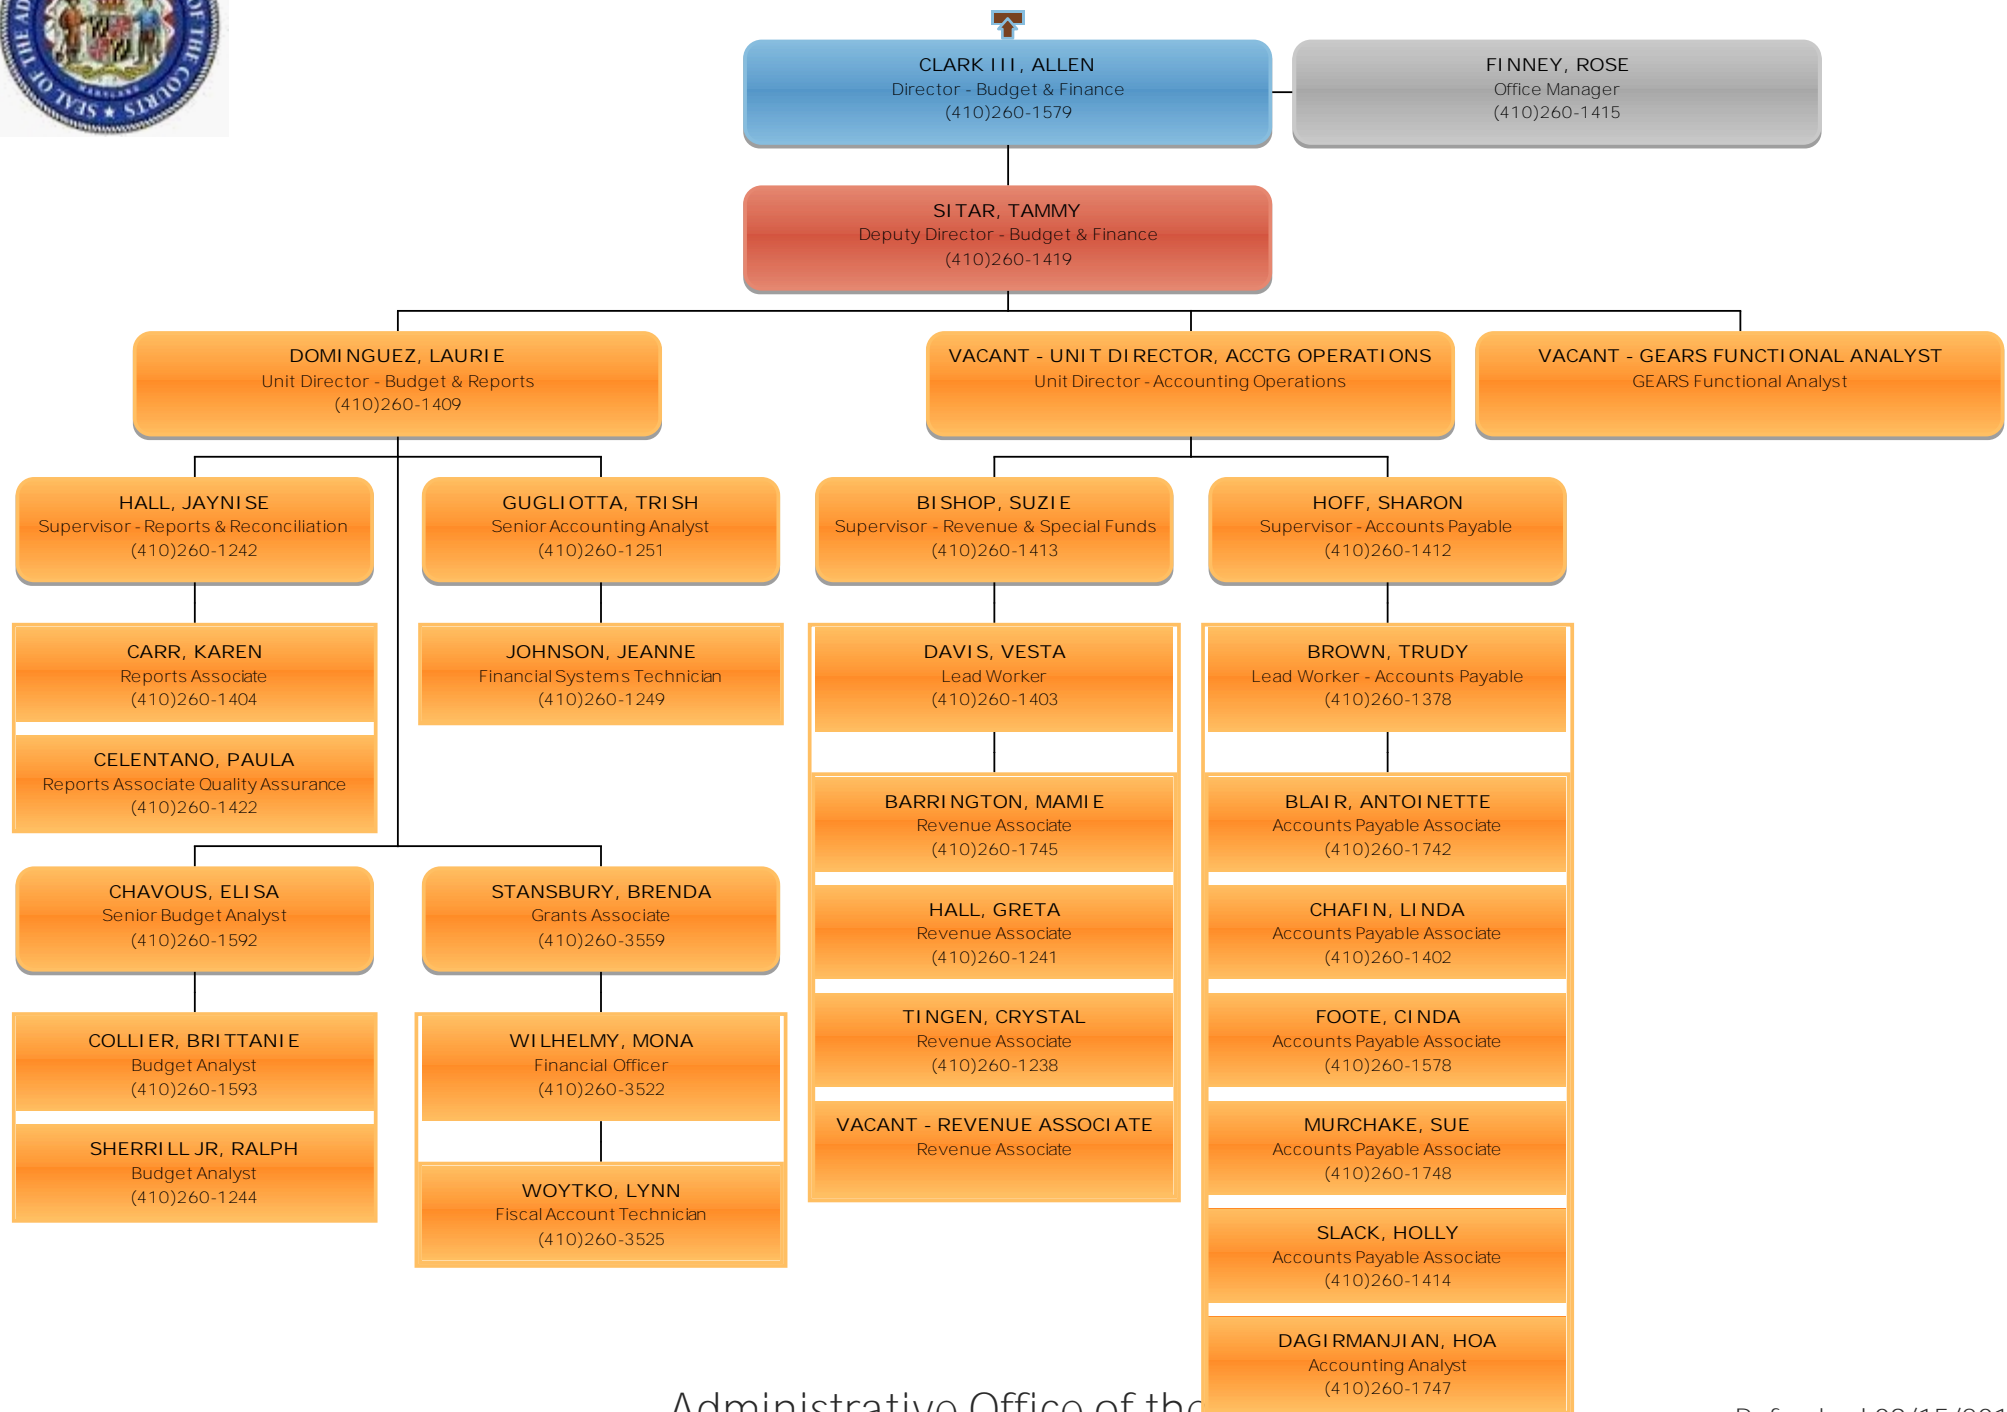 SEAL OF THE AD
OF THE COURTS
CLARK III, ALLEN
Director - Budget & Finance
(410)260-1579
FINNEY, ROSE
Office Manager
(410)260-1415
SITAR, TAMMY
Deputy Director - Budget & Finance
(410)260-1419
DOMINGUEZ, LAURIE
Unit Director - Budget & Reports
(410)260-1409
VACANT - UNIT DIRECTOR, ACCTG OPERATIONS
Unit Director - Accounting Operations
VACANT - GEARS FUNCTIONAL ANALYST
GEARS Functional Analyst
HALL, JAYNISE
Supervisor - Reports & Reconciliation
(410)260-1242
GUGLIOTTA, TRISH
Senior Accounting Analyst
(410)260-1251
BISHOP, SUZIE
Supervisor - Revenue & Special Funds
(410)260-1413
HOFF, SHARON
Supervisor - Accounts Payable
(410)260-1412
CARR, KAREN
Reports Associate
(410)260-1404
CELENTANO, PAULA
Reports Associate Quality Assurance
(410)260-1422
JOHNSON, JEANNE
Financial Systems Technician
(410)260-1249
DAVIS, VESTA
Lead Worker
(410)260-1403
BROWN, TRUDY
Lead Worker - Accounts Payable
(410)260-1378
CHAVOUS, ELISA
Senior Budget Analyst
(410)260-1592
STANSBURY, BRENDA
Grants Associate
(410)260-3559
COLLIER, BRITTANIE
Budget Analyst
(410)260-1593
SHERRILL JR, RALPH
Budget Analyst
(410)260-1244
WILHELMY, MONA
Financial Officer
(410)260-3522
WOYTKO, LYNN
Fiscal Account Technician
(410)260-3525
BARRINGTON, MAMIE
Revenue Associate
(410)260-1745
HALL, GRETA
Revenue Associate
(410)260-1241
TINGEN, CRYSTAL
Revenue Associate
(410)260-1238
VACANT - REVENUE ASSOCIATE
Revenue Associate
BLAIR, ANTOINETTE
Accounts Payable Associate
(410)260-1742
CHAFIN, LINDA
Accounts Payable Associate
(410)260-1402
FOOTE, CINDA
Accounts Payable Associate
(410)260-1578
MURCHAKE, SUE
Accounts Payable Associate
(410)260-1748
SLACK, HOLLY
Accounts Payable Associate
(410)260-1414
DAGIRMANJIAN, HOA
Accounting Analyst
(410)260-1747
Administrative Office of the